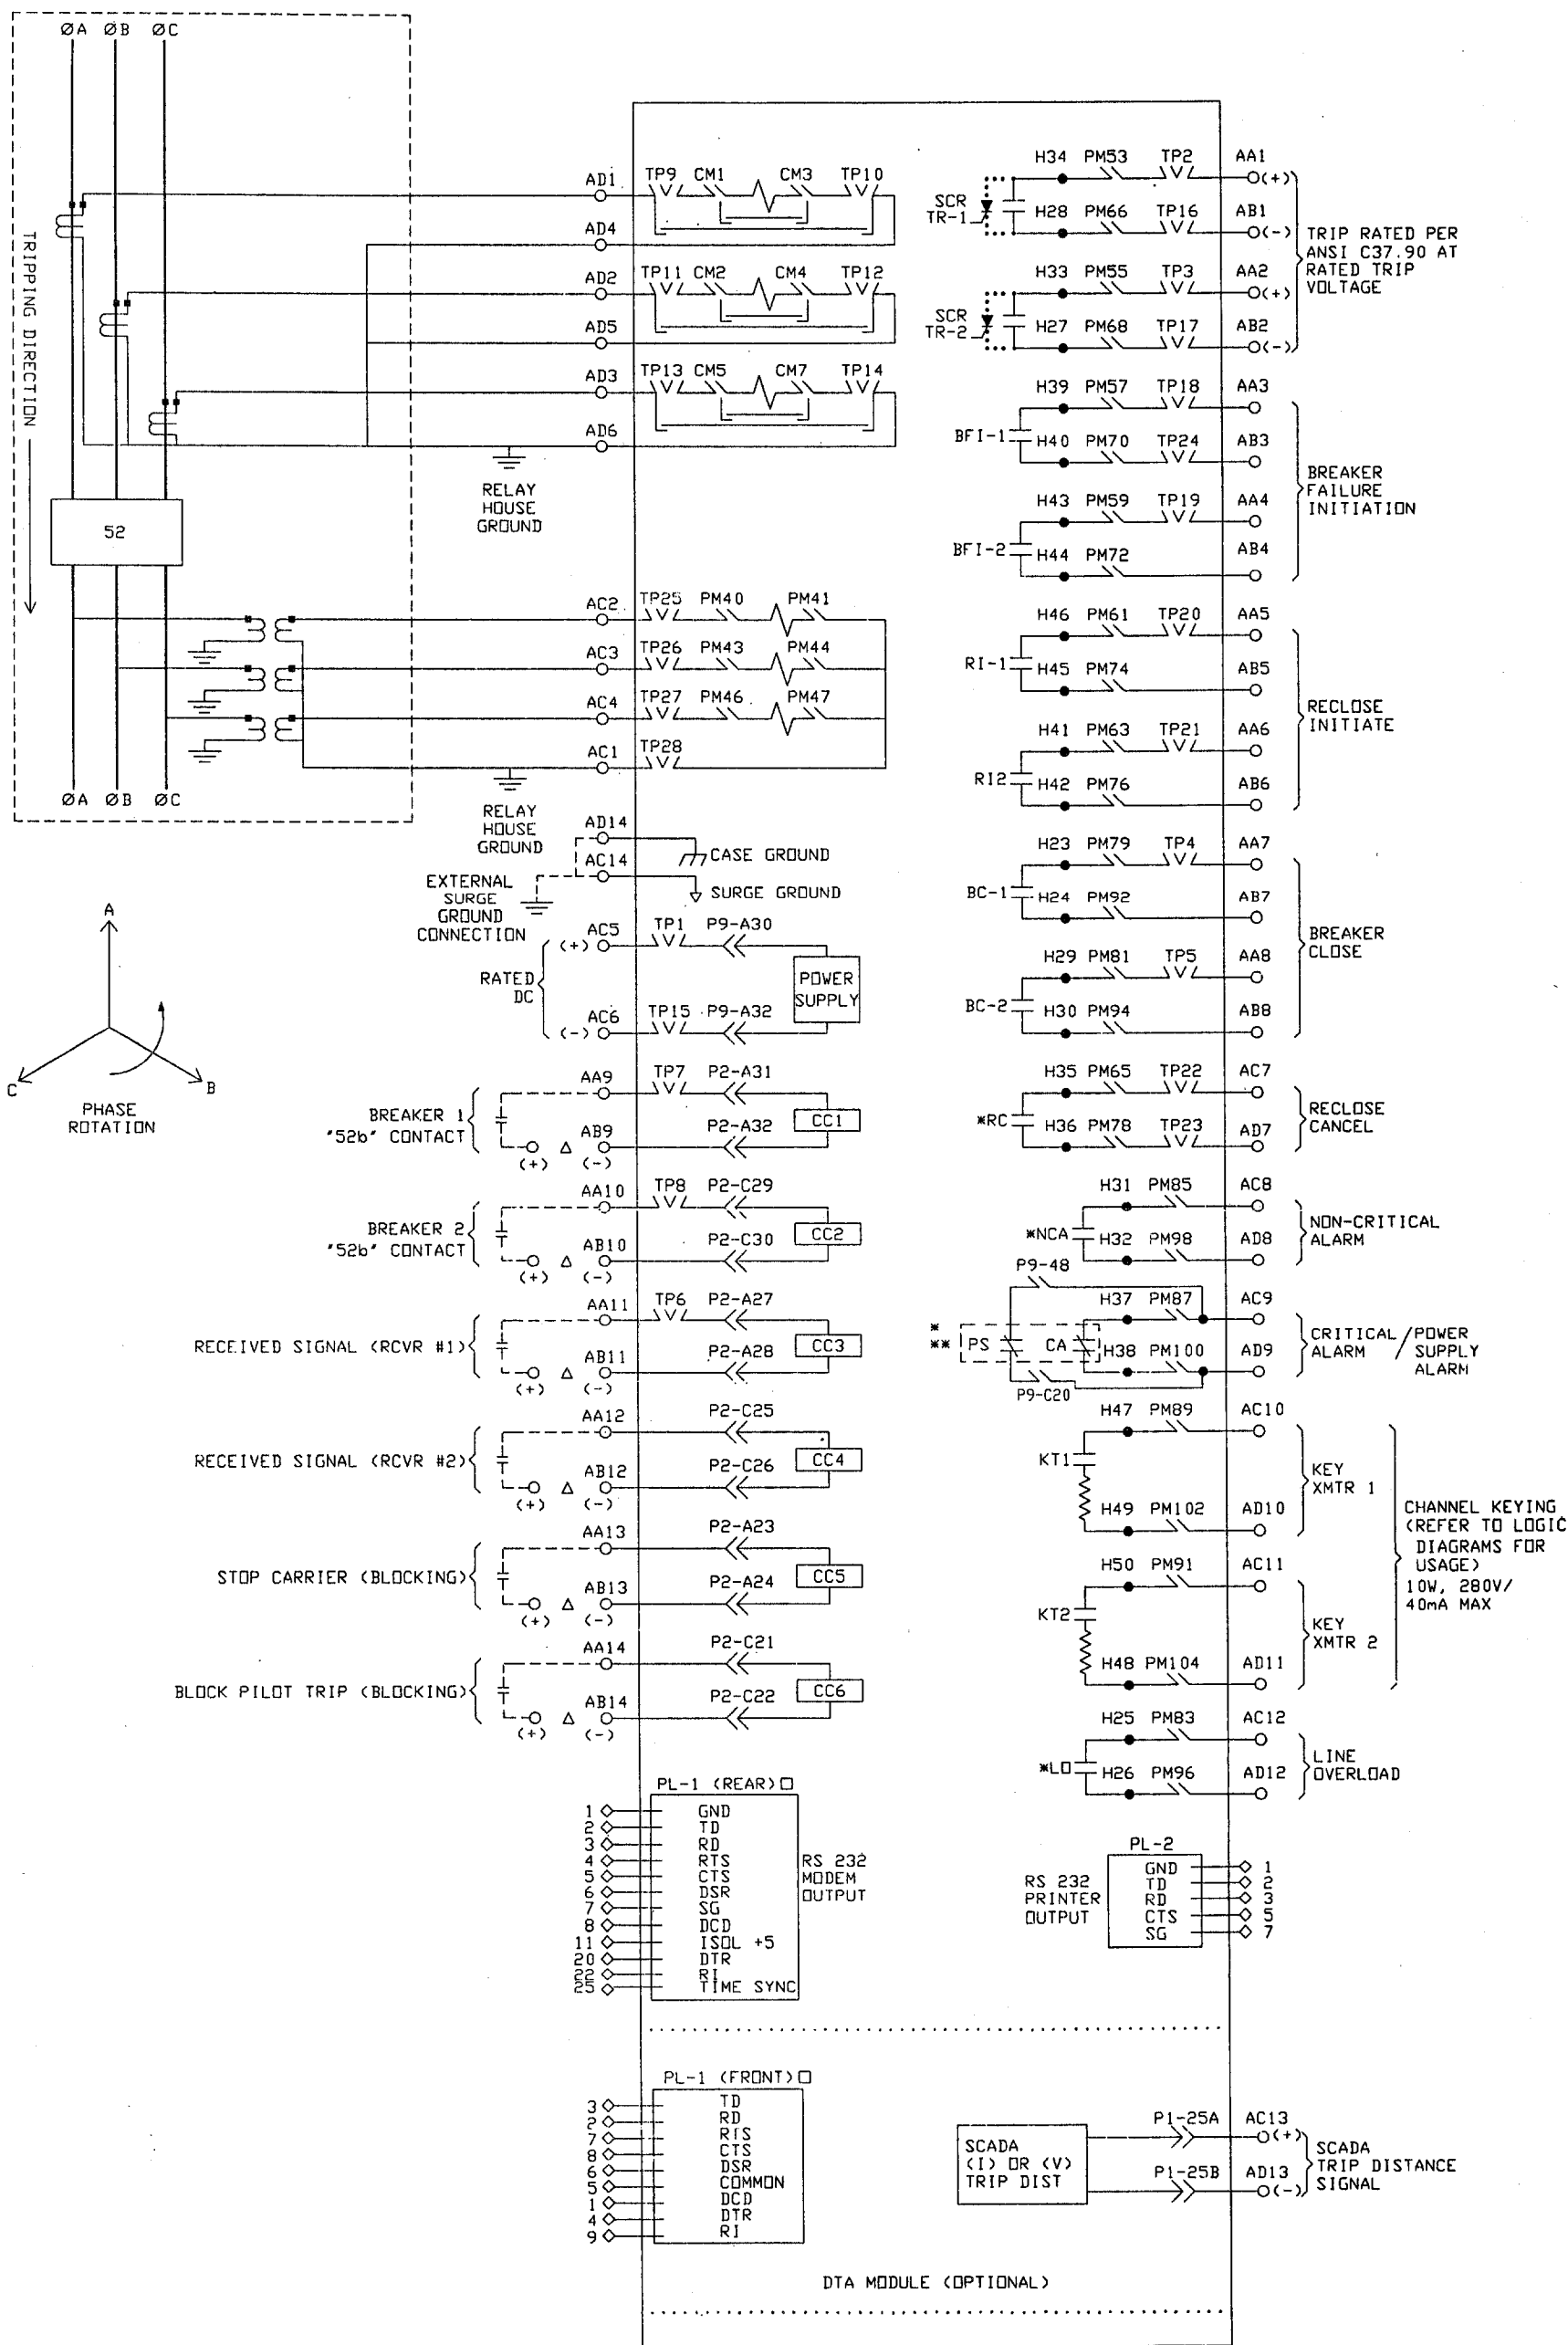 ØA ØB ØC
TRIPPING DIRECTION
52
ØA ØB ØC
AD1 TP9 CM1 CM3 TP10
AD4
AD2 TP11 CM2 CM4 TP12
AD5
AD3 TP13 CM5 CM7 TP14
AD6
RELAY
HOUSE
GROUND
AC2 TP25 PM40 PM41
AC3 TP26 PM43 PM44
AC4 TP27 PM46 PM47
AC1 TP28
RELAY
HOUSE
GROUND
AD14
CASE GROUND
AC14
SURGE GROUND
EXTERNAL
SURGE
GROUND
CONNECTION
A
C
B
PHASE
ROTATION
RATED
DC
(+) AC5 TP1 P9-A30
POWER
SUPPLY
(-) AC6 TP15 P9-A32
BREAKER 1
"52b" CONTACT
AA9 TP7 P2-A31
CC1
AB9 P2-A32
(+) Δ (-)
BREAKER 2
"52b" CONTACT
AA10 TP8 P2-C29
CC2
AB10 P2-C30
(+) Δ (-)
RECEIVED SIGNAL (RCVR #1)
AA11 TP6 P2-A27
CC3
AB11 P2-A28
(+) Δ (-)
RECEIVED SIGNAL (RCVR #2)
AA12 P2-C25
CC4
AB12 P2-C26
(+) Δ (-)
STOP CARRIER (BLOCKING)
AA13 P2-A23
CC5
AB13 P2-A24
(+) Δ (-)
BLOCK PILOT TRIP (BLOCKING)
AA14 P2-C21
CC6
AB14 P2-C22
(+) Δ (-)
PL-1 (REAR) □
1 GND
2 TD
3 RD
4 RTS
5 CTS
6 DSR
7 SG
8 DCD
11 ISOL +5
20 DTR
22 RI
25 TIME SYNC
RS 232
MODEM
OUTPUT
PL-1 (FRONT) □
3 TD
2 RD
7 RTS
8 CTS
6 DSR
5 COMMON
1 DCD
4 DTR
9 RI
H34 PM53 TP2 AA1
(+)
SCR
TR-1
H28 PM66 TP16 AB1
(-)
H33 PM55 TP3 AA2
(+)
SCR
TR-2
H27 PM68 TP17 AB2
(-)
TRIP RATED PER
ANSI C37.90 AT
RATED TRIP
VOLTAGE
H39 PM57 TP18 AA3
BFI-1
H40 PM70 TP24 AB3
H43 PM59 TP19 AA4
BFI-2
H44 PM72 AB4
BREAKER
FAILURE
INITIATION
H46 PM61 TP20 AA5
RI-1
H45 PM74 AB5
H41 PM63 TP21 AA6
RI2
H42 PM76 AB6
RECLOSE
INITIATE
H23 PM79 TP4 AA7
BC-1
H24 PM92 AB7
H29 PM81 TP5 AA8
BC-2
H30 PM94 AB8
BREAKER
CLOSE
H35 PM65 TP22 AC7
*RC
H36 PM78 TP23 AD7
RECLOSE
CANCEL
H31 PM85 AC8
*NCA
H32 PM98 AD8
NON-CRITICAL
ALARM
P9-48
H37 PM87 AC9
*
** PS CA
H38 PM100 AD9
P9-C20
CRITICAL / POWER
ALARM SUPPLY
ALARM
H47 PM89 AC10
KT1
H49 PM102 AD10
KEY
XMTR 1
H50 PM91 AC11
KT2
H48 PM104 AD11
KEY
XMTR 2
CHANNEL KEYING
(REFER TO LOGIC
DIAGRAMS FOR
USAGE)
10W, 280V/
40mA MAX
H25 PM83 AC12
*LO
H26 PM96 AD12
LINE
OVERLOAD
RS 232
PRINTER
OUTPUT
PL-2
GND 1
TD 2
RD 3
CTS 5
SG 7
SCADA
(I) OR (V)
TRIP DIST
P1-25A AC13
(+)
P1-25B AD13
(-)
SCADA
TRIP DISTANCE
SIGNAL
DTA MODULE (OPTIONAL)